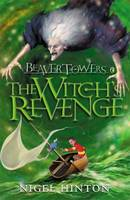 BEAVER TOWERS
THE WITCH'S
REVENGE
NIGEL HINTON